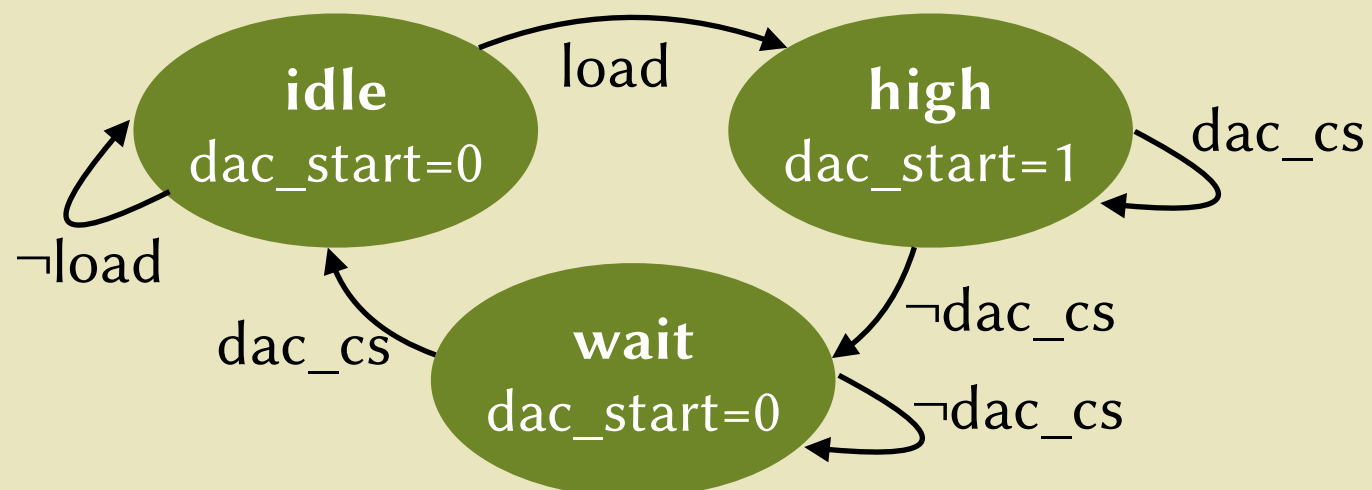 idle
dac_start=0
load
high
dac_start=1
dac_cs
¬load
dac_cs
wait
dac_start=0
¬dac_cs
¬dac_cs